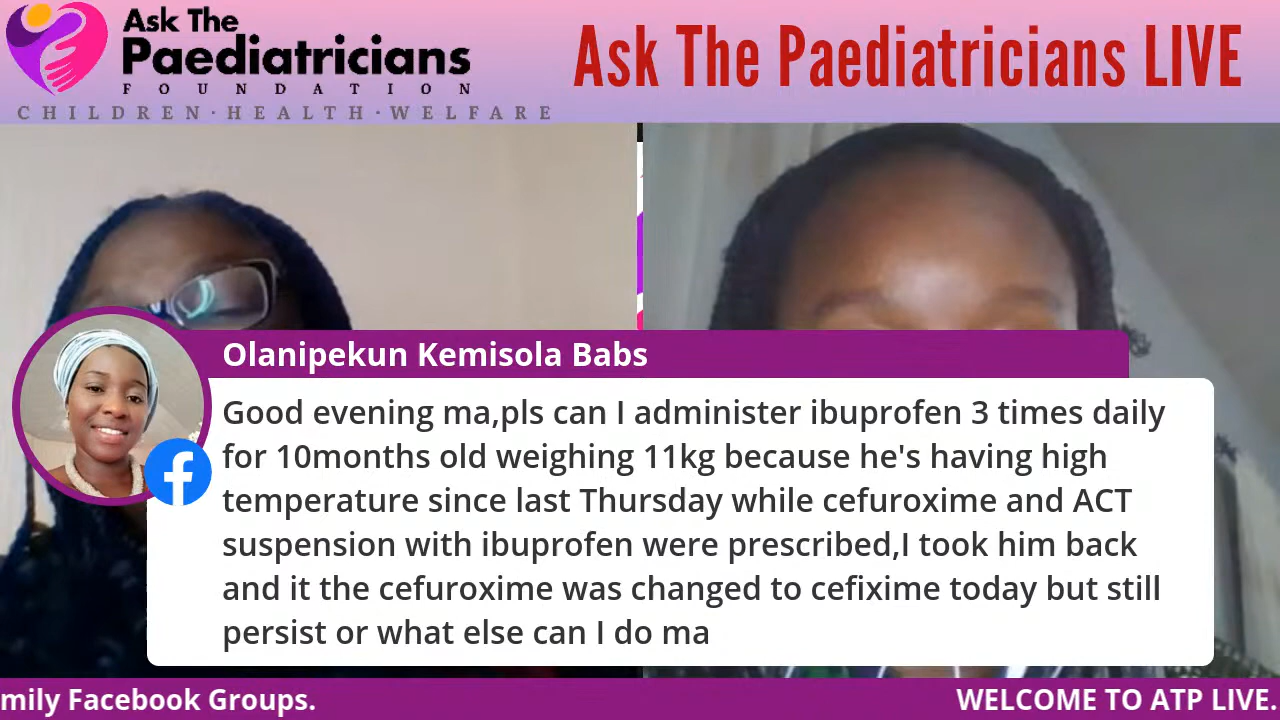 Ask The
Paediatricians
FOUNDATION
CHILDREN·HEALTH·WELFARE
Ask The Paediatricians LIVE
Olanipekun Kemisola Babs
Good evening ma,pls can I administer ibuprofen 3 times daily
for 10months old weighing 11kg because he's having high
temperature since last Thursday while cefuroxime and ACT
suspension with ibuprofen were prescribed,I took him back
and it the cefuroxime was changed to cefixime today but still
persist or what else can I do ma
mily Facebook Groups.
WELCOME TO ATP LIVE.